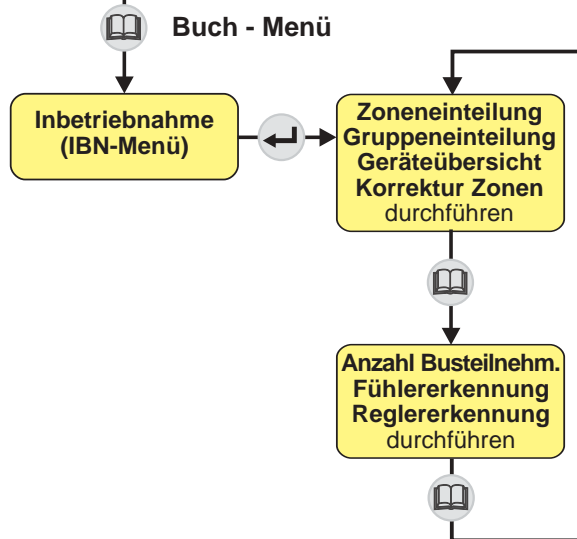 Buch - Menü
Inbetriebnahme
(IBN-Menü)
Zoneneinteilung
Gruppeneinteilung
Geräteübersicht
Korrektur Zonen
durchführen
Anzahl Busteilnehm.
Fühlererkennung
Reglererkennung
durchführen